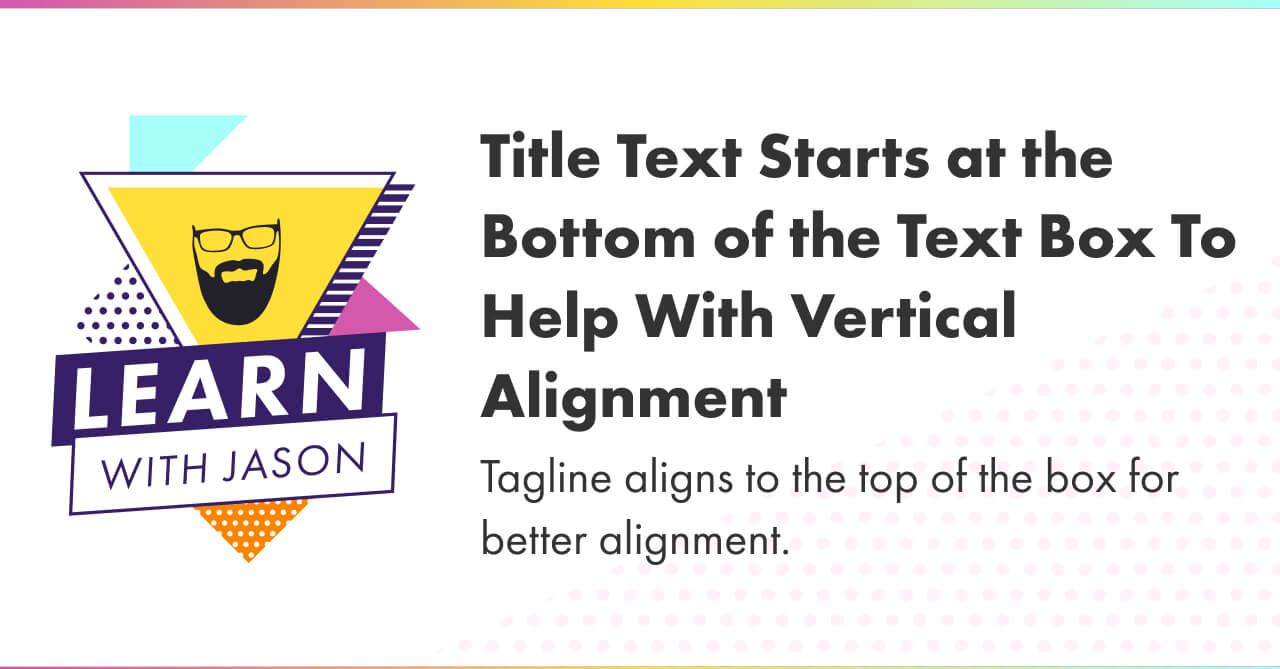 LEARN
WITH JASON
Title Text Starts at the
Bottom of the Text Box To
Help With Vertical
Alignment
Tagline aligns to the top of the box for
better alignment.